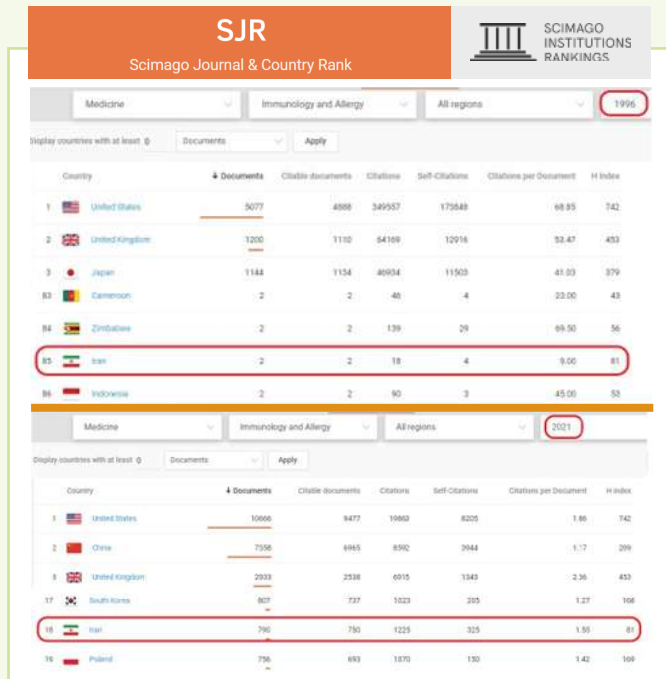 SJR
Scimago Journal & Country Rank
SCIMAGO
INSTITUTIONS
RANKINGS
Medicine Immunology and Allergy All regions 1996
Display countries with at least 0 Documents Apply
Country Documents Citable documents Citations Self-Citations Citations per Document H index
1 United States 5077 4888 349557 175648 68.85 742
2 United Kingdom 1200 1110 64169 12916 53.47 453
3 Japan 1144 1134 46934 11503 41.03 379
83 Cameroon 2 2 46 4 23.00 43
84 Zimbabwe 2 2 139 29 69.50 56
85 Iran 2 2 18 4 9.00 81
86 Indonesia 2 2 90 3 45.00 53
Medicine Immunology and Allergy All regions 2021
Display countries with at least 0 Documents Apply
Country Documents Citable documents Citations Self-Citations Citations per Document H index
1 United States 10666 9477 8205 1.86 742
2 China 7358 6965 8592 3944 1.17 209
United Kingdom 2538 6915 1343 2.36 453
17 South Korea 807 737 1023 205 1.27 168
18 Iran 790 750 1225 325 1.55 81
19 Poland 756 693 1070 150 1.42 169